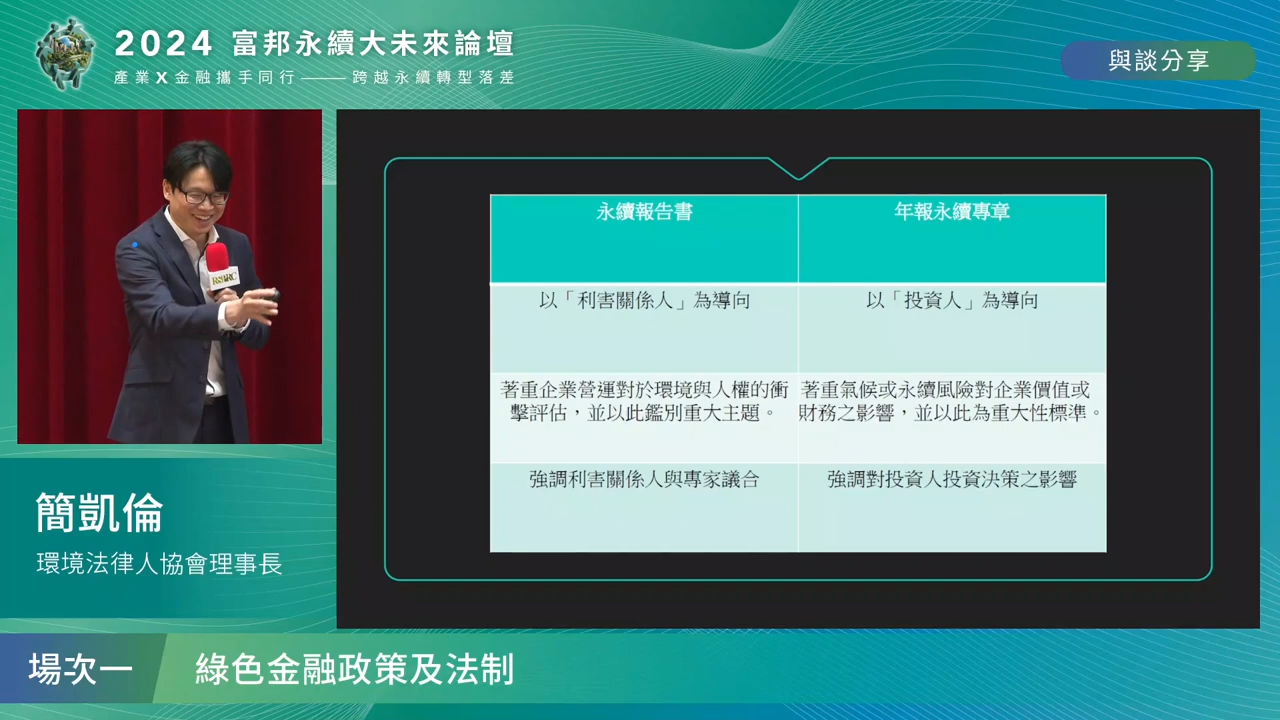 2024 富邦永續大未來論壇
產業X金融攜手同行——跨越永續轉型落差
與談分享
永續報告書
年報永續專章
以「利害關係人」為導向
以「投資人」為導向
著重企業營運對於環境與人權的衝
擊評估，並以此鑑別重大主題。
著重氣候或永續風險對企業價值或
財務之影響，並以此為重大性標準。
強調利害關係人與專家議合
強調對投資人投資決策之影響
簡凱倫
環境法律人協會理事長
場次一
綠色金融政策及法制